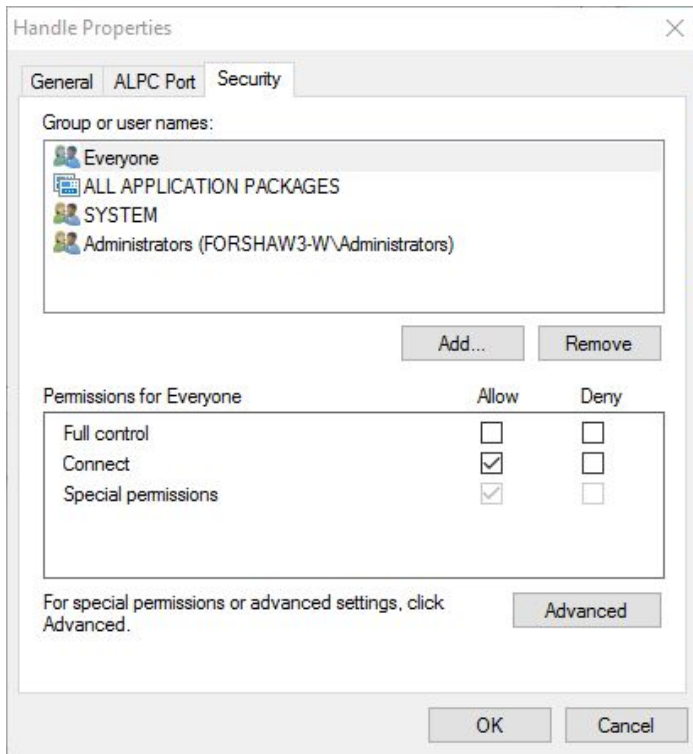 Handle Properties
General ALPC Port Security
Group or user names:
Everyone
ALL APPLICATION PACKAGES
SYSTEM
Administrators (FORSHAW3-W\Administrators)
Add... Remove
Permissions for Everyone Allow Deny
Full control
Connect
Special permissions
For special permissions or advanced settings, click
Advanced.
Advanced
OK Cancel